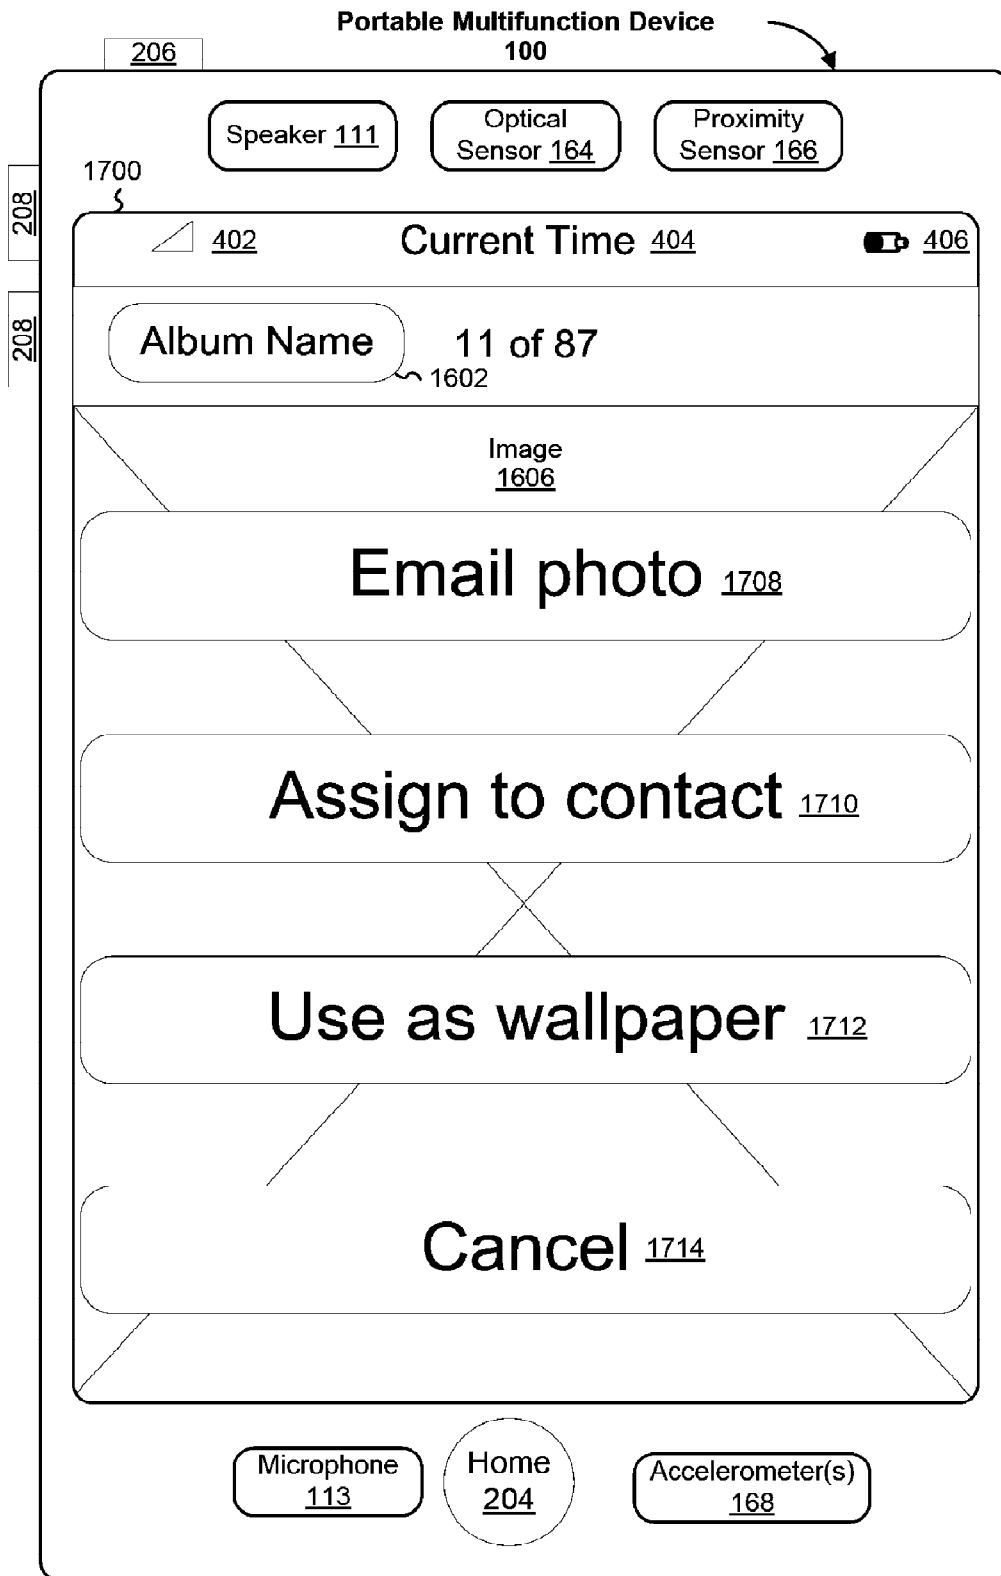 Portable Multifunction Device
100
206
Speaker 111
Optical
Sensor 164
Proximity
Sensor 166
208
1700
402
Current Time 404
406
208
Album Name
11 of 87
1602
Image
1606
Email photo 1708
Assign to contact 1710
Use as wallpaper 1712
Cancel 1714
Microphone
113
Home
204
Accelerometer(s)
168